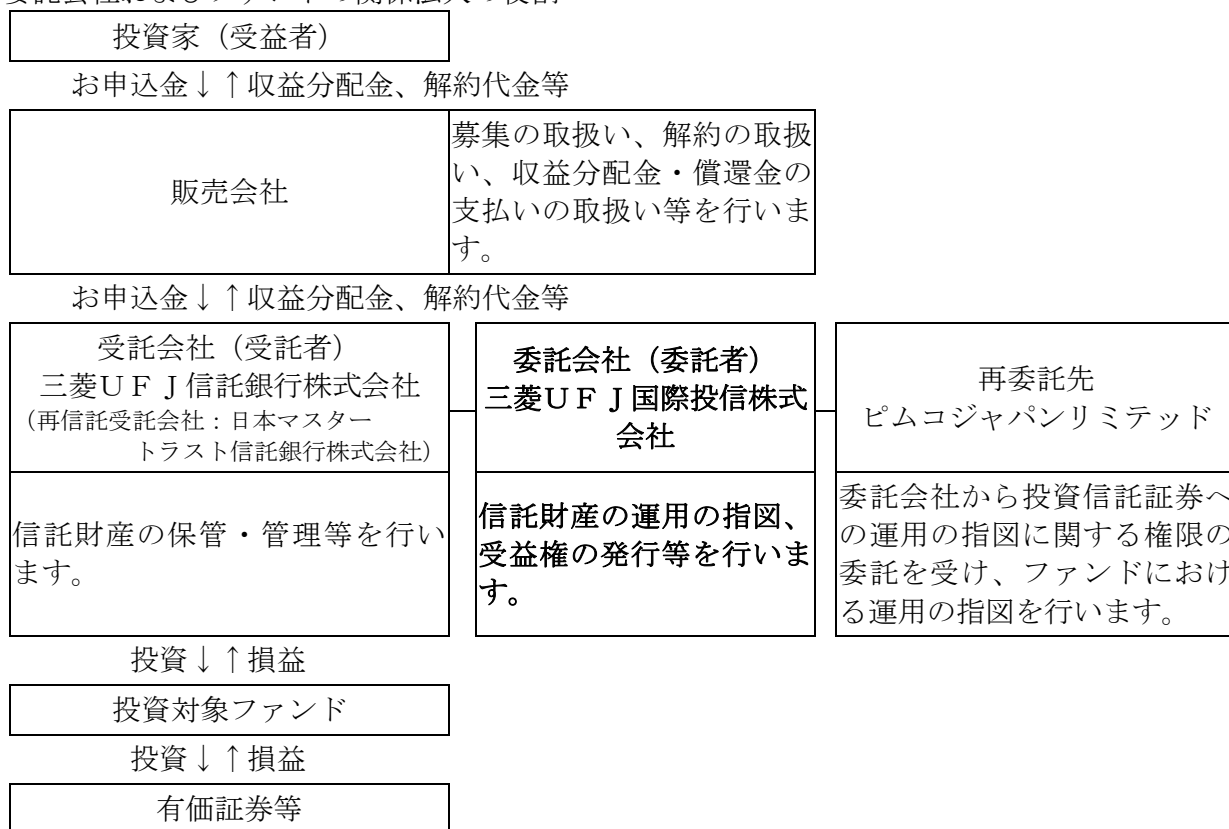 投資家（受益者）
お申込金↓↑収益分配金、解約代金等
販売会社
募集の取扱い、解約の取扱
い、収益分配金・償還金の
支払いの取扱い等を行いま
す。
お申込金↓↑収益分配金、解約代金等
受託会社（受託者）
三菱ＵＦＪ信託銀行株式会社
（再信託受託会社：日本マスター
トラスト信託銀行株式会社）
委託会社（委託者）
三菱ＵＦＪ国際投信株式
会社
再委託先
ピムコジャパンリミテッド
信託財産の保管・管理等を行い
ます。
信託財産の運用の指図、
受益権の発行等を行いま
す。
委託会社から投資信託証券へ
の運用の指図に関する権限の
委託を受け、ファンドにおけ
る運用の指図を行います。
投資↓↑損益
投資対象ファンド
投資↓↑損益
有価証券等